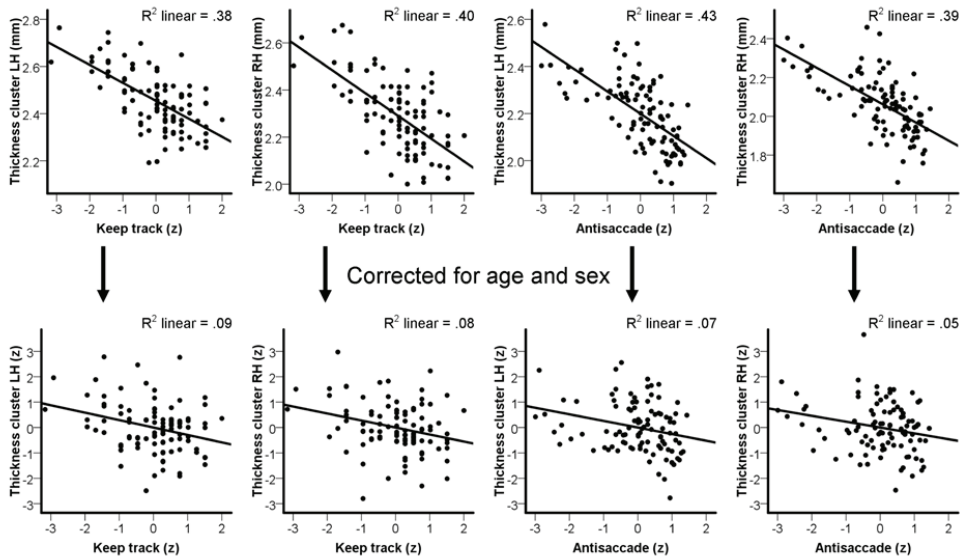 R² linear = .38
Thickness cluster LH (mm)
2.8
2.6
2.4
2.2
-3 -2 -1 0 1 2
Keep track (z)
R² linear = .40
Thickness cluster RH (mm)
2.6
2.4
2.2
2.0
-3 -2 -1 0 1 2
Keep track (z)
R² linear = .43
Thickness cluster LH (mm)
2.6
2.4
2.2
2.0
-3 -2 -1 0 1 2
Antisaccade (z)
R² linear = .39
Thickness cluster RH (mm)
2.4
2.2
2.0
1.8
-3 -2 -1 0 1 2
Antisaccade (z)
Corrected for age and sex
R² linear = .09
Thickness cluster LH (z)
3
2
1
0
-1
-2
-3
-3 -2 -1 0 1 2
Keep track (z)
R² linear = .08
Thickness cluster RH (z)
3
2
1
0
-1
-2
-3
-3 -2 -1 0 1 2
Keep track (z)
R² linear = .07
Thickness cluster LH (z)
3
2
1
0
-1
-2
-3
-3 -2 -1 0 1 2
Antisaccade (z)
R² linear = .05
Thickness cluster RH (z)
3
2
1
0
-1
-2
-3
-3 -2 -1 0 1 2
Antisaccade (z)